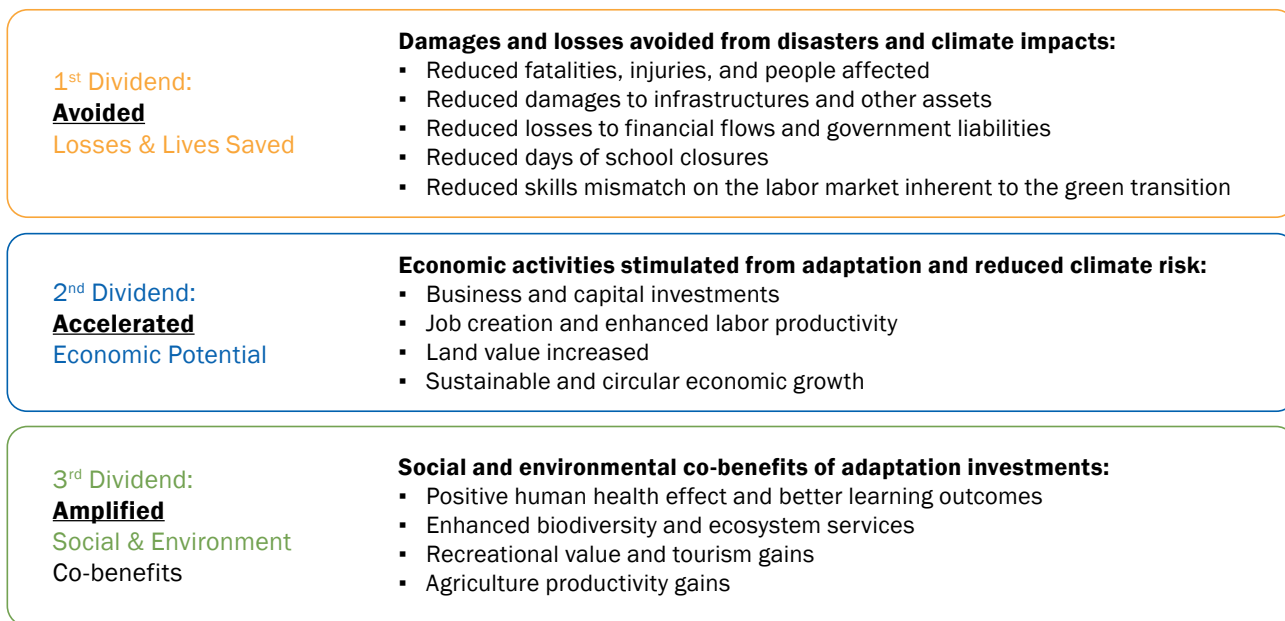 1st Dividend:
Avoided
Losses & Lives Saved
Damages and losses avoided from disasters and climate impacts:
▪ Reduced fatalities, injuries, and people affected
▪ Reduced damages to infrastructures and other assets
▪ Reduced losses to financial flows and government liabilities
▪ Reduced days of school closures
▪ Reduced skills mismatch on the labor market inherent to the green transition
2nd Dividend:
Accelerated
Economic Potential
Economic activities stimulated from adaptation and reduced climate risk:
▪ Business and capital investments
▪ Job creation and enhanced labor productivity
▪ Land value increased
▪ Sustainable and circular economic growth
3rd Dividend:
Amplified
Social & Environment
Co-benefits
Social and environmental co-benefits of adaptation investments:
▪ Positive human health effect and better learning outcomes
▪ Enhanced biodiversity and ecosystem services
▪ Recreational value and tourism gains
▪ Agriculture productivity gains